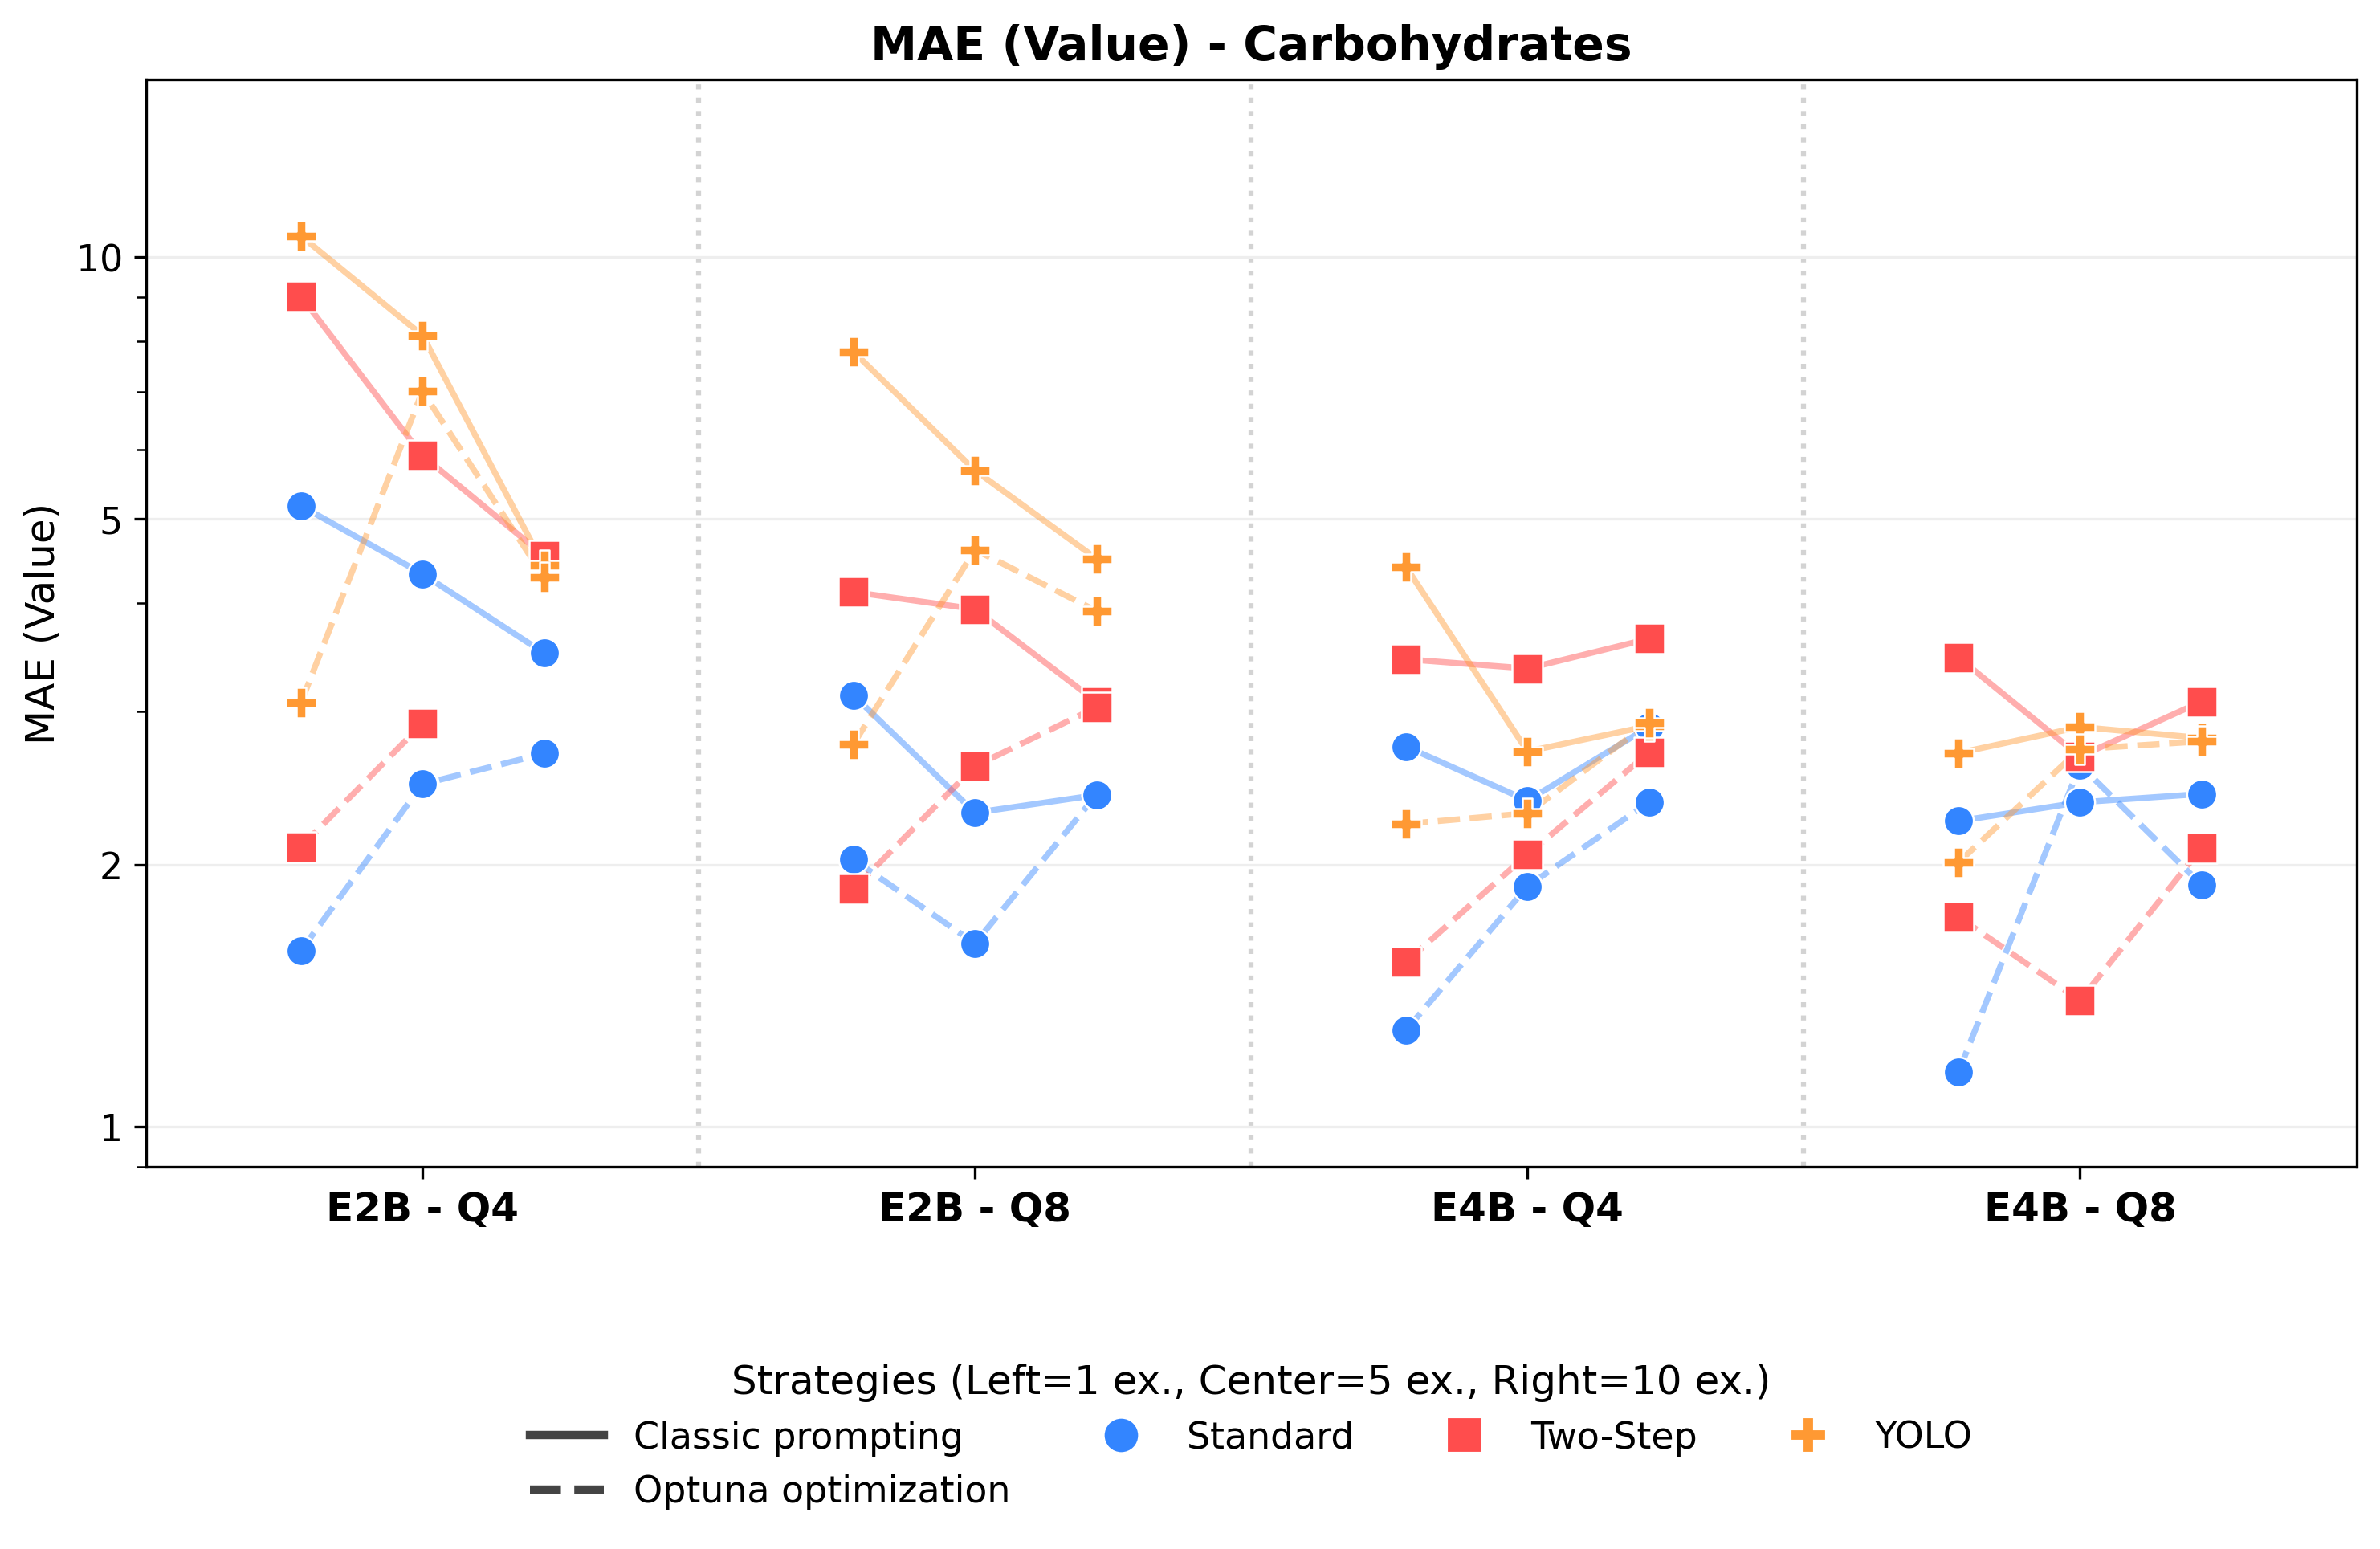 MAE (Value) - Carbohydrates
MAE (Value)
10
5
2
1
E2B - Q4
E2B - Q8
E4B - Q4
E4B - Q8
Strategies (Left=1 ex., Center=5 ex., Right=10 ex.)
Classic prompting
Optuna optimization
Standard
Two-Step
YOLO